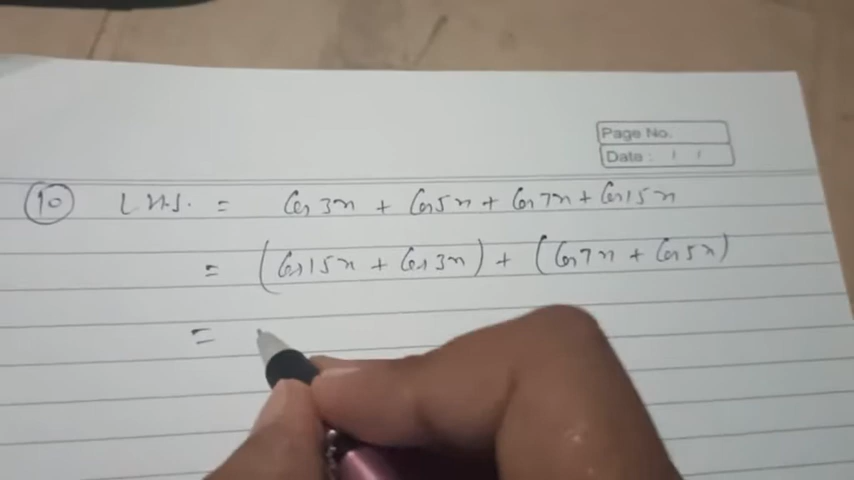 Page No.
Date : / /
10 L.H.S. = Cos 3x + Cos 5x + Cos 7x + Cos 15x
= (Cos 15x + Cos 3x) + (Cos 7x + Cos 5x)
=